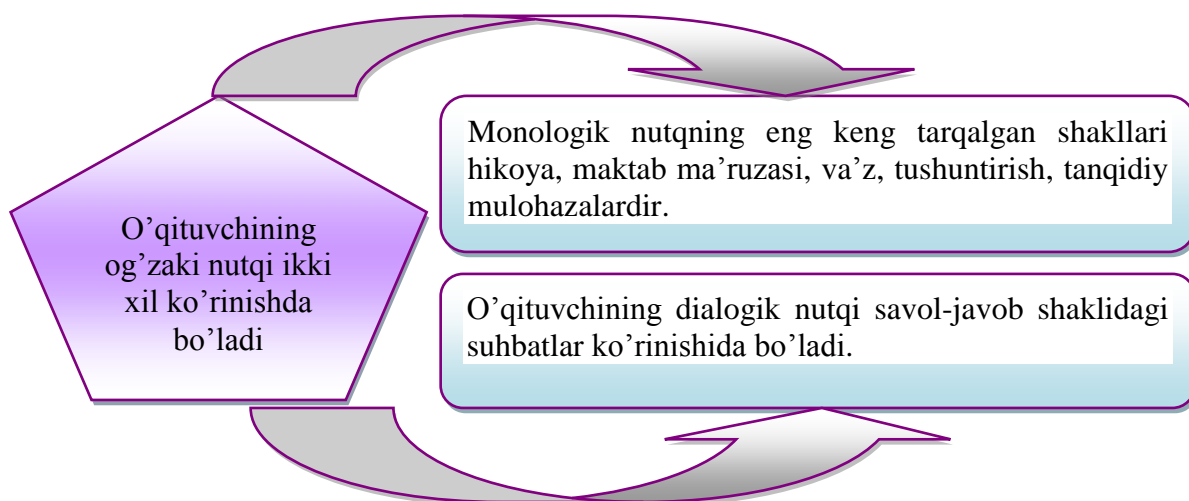 O’qituvchining
og’zaki nutqi ikki
xil ko’rinishda
bo’ladi
Monologik nutqning eng keng tarqalgan shakllari
hikoya, maktab ma’ruzasi, va’z, tushuntirish, tanqidiy
mulohazalardir.
O’qituvchining dialogik nutqi savol-javob shaklidagi
suhbatlar ko’rinishida bo’ladi.